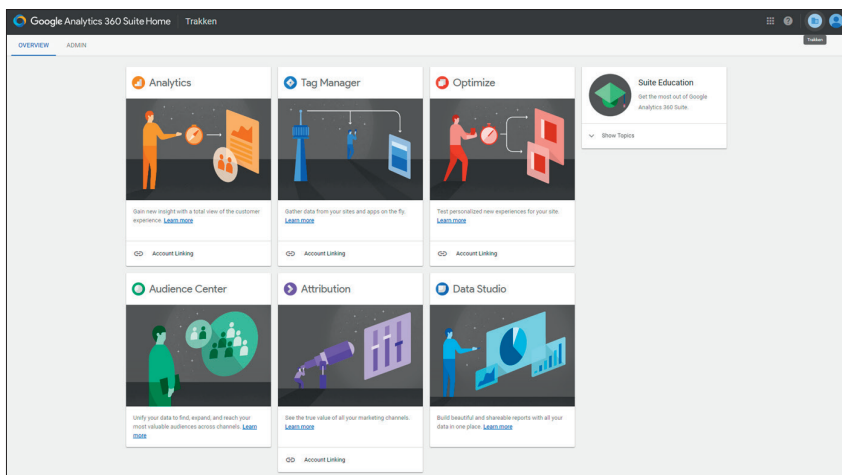 Google Analytics 360 Suite Home Trakken
Trakken
OVERVIEW ADMIN
Analytics
Gain new insight with a total view of the customer
experience. Learn more
Account Linking
Tag Manager
Gather data from your sites and apps on the fly.
Learn more
Account Linking
Optimize
Test personalized new experiences for your site.
Learn more
Account Linking
Suite Education
Get the most out of Google
Analytics 360 Suite
Show Topics
Audience Center
Unify your data to find, expand, and reach your
most valuable audiences across channels. Learn
more
Attribution
See the true value of all your marketing channels.
Learn more
Account Linking
Data Studio
Build beautiful and shareable reports with all your
data in one place. Learn more